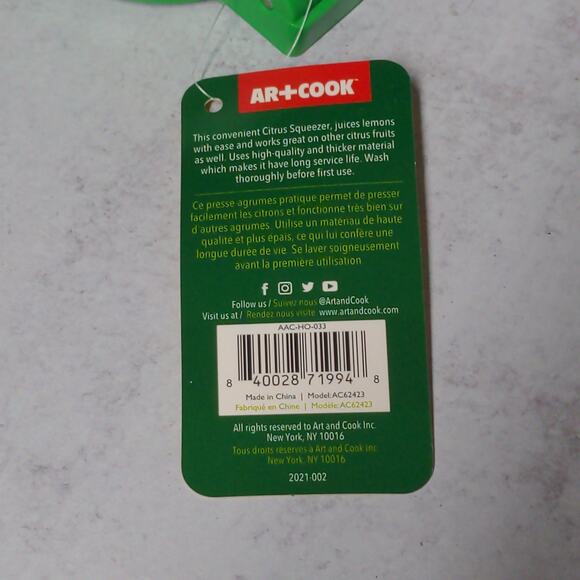 AR+COOK™
This convenient Citrus Squeezer, juices lemons
with ease and works great on other citrus fruits
as well. Uses high-quality and thicker material
which makes it have long service life. Wash
thoroughly before first use.
Ce presse agrumes pratique permet de presser
facilement les citrons et fonctionne très bien sur
d'autres agrumes. Utilise un matériau de haute
qualité et plus épais, ce qui lui confère une
longue durée de vie. Se laver soigneusement
avant la première utilisation
Follow us / Suivez nous @ArtandCook
Visit us at / Rendez nous visite www.artandcook.com
AAC-HO-033
8 40028 71994 8
Made in China | Model: AC62423
Fabriqué en Chine | Modèle: AC62423
All rights reserved to Art and Cook Inc.
New York, NY 10016
Tous droits réservés à Art and Cook Inc.
New York, NY 10016
2021-002